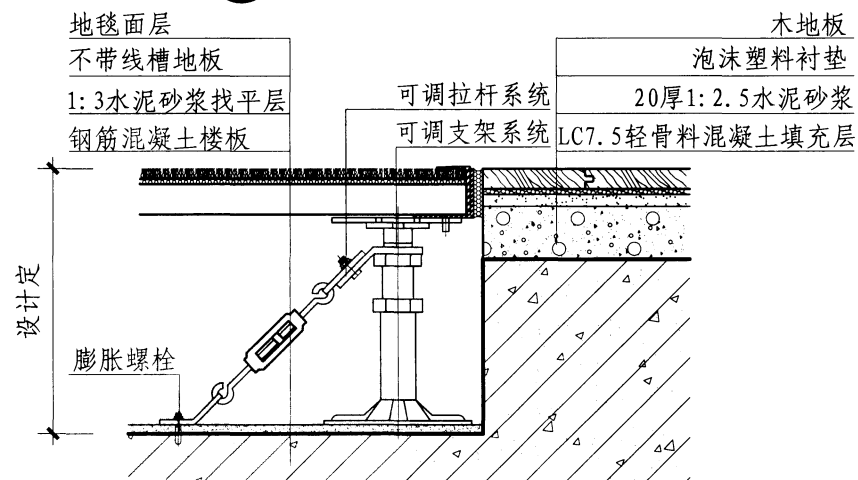 地毯面层
不带线槽地板
1:3水泥砂浆找平层
钢筋混凝土楼板
可调拉杆系统
可调支架系统
木地板
泡沫塑料衬垫
20厚1:2.5水泥砂浆
LC7.5轻骨料混凝土填充层
设计定
膨胀螺栓